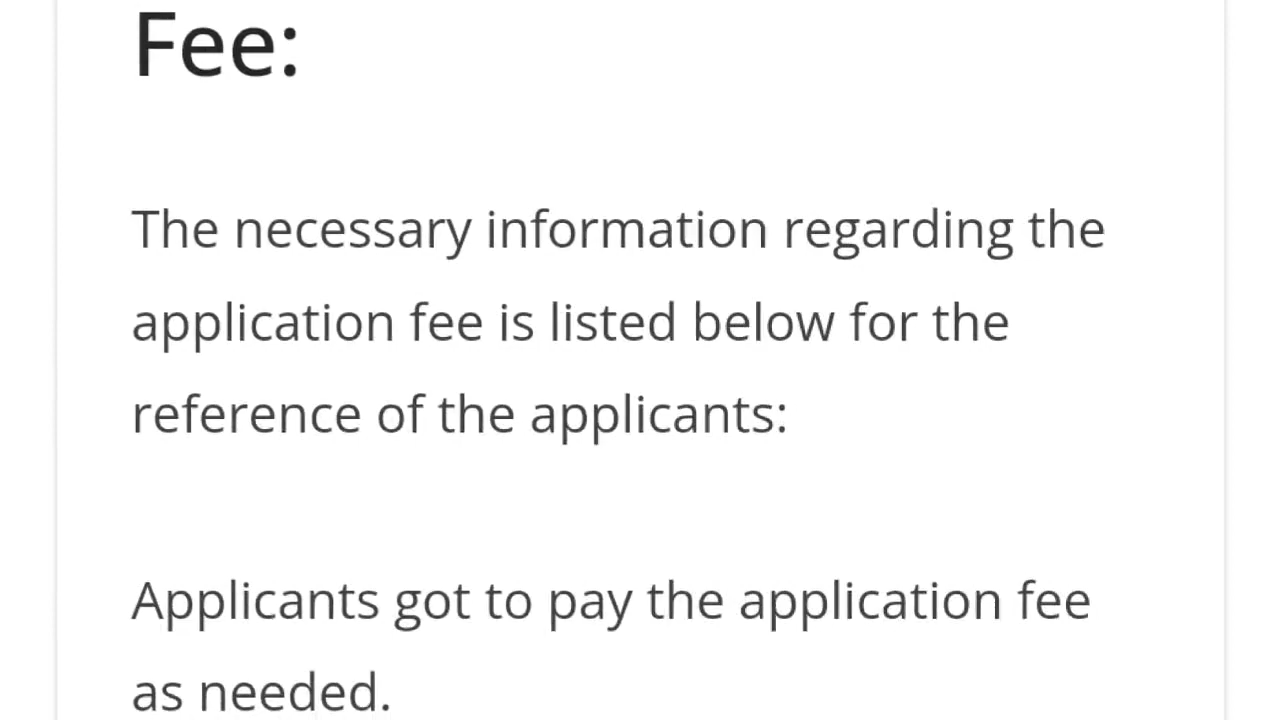 Fee:
The necessary information regarding the
application fee is listed below for the
reference of the applicants:
Applicants got to pay the application fee
as needed.